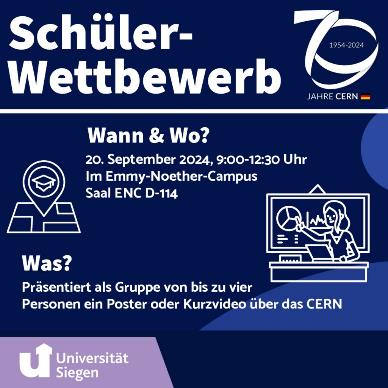 Schüler-
Wettbewerb
1954-2024
JAHRE CERN
Wann & Wo?
20. September 2024, 9:00-12:30 Uhr
Im Emmy-Noether-Campus
Saal ENC D-114
Was?
Präsentiert als Gruppe von bis zu vier
Personen ein Poster oder Kurzvideo über das CERN
Universität
Siegen